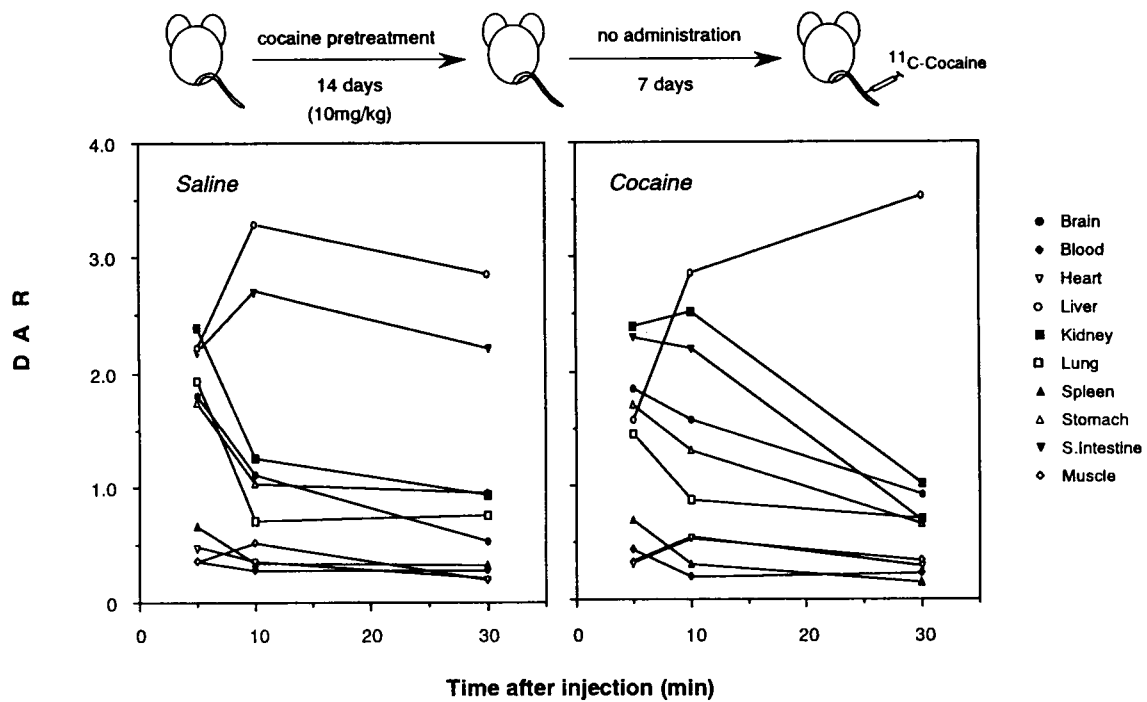 cocaine pretreatment
14 days
(10mg/kg)
no administration
7 days
11C-Cocaine
4.0
3.0
2.0
1.0
0
D A R
Saline
Cocaine
0 10 20 30
0 10 20 30
Time after injection (min)
Brain
Blood
Heart
Liver
Kidney
Lung
Spleen
Stomach
S.Intestine
Muscle